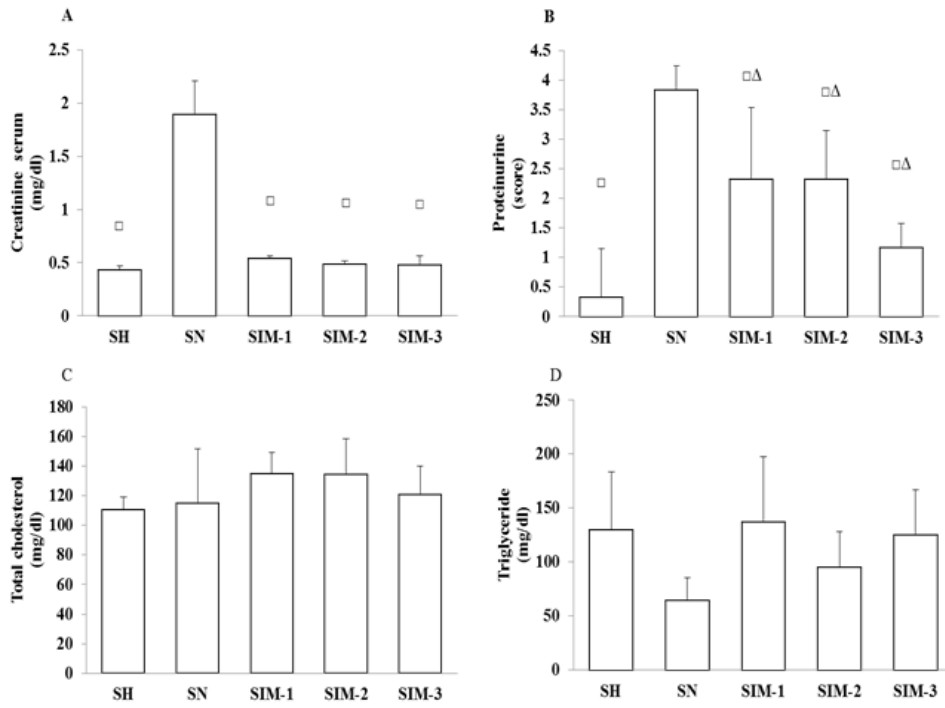 A
Creatinine serum
(mg/dl)
2.5
2
1.5
1
0.5
0
□
□
□
□
SH SN SIM-1 SIM-2 SIM-3
B
Proteinurine
(score)
4.5
4
3.5
3
2.5
2
1.5
1
0.5
0
□
□Δ
□Δ
□Δ
SH SN SIM-1 SIM-2 SIM-3
C
Total cholesterol
(mg/dl)
180
160
140
120
100
80
60
40
20
0
SH SN SIM-1 SIM-2 SIM-3
D
Triglyceride
(mg/dl)
250
200
150
100
50
0
SH SN SIM-1 SIM-2 SIM-3